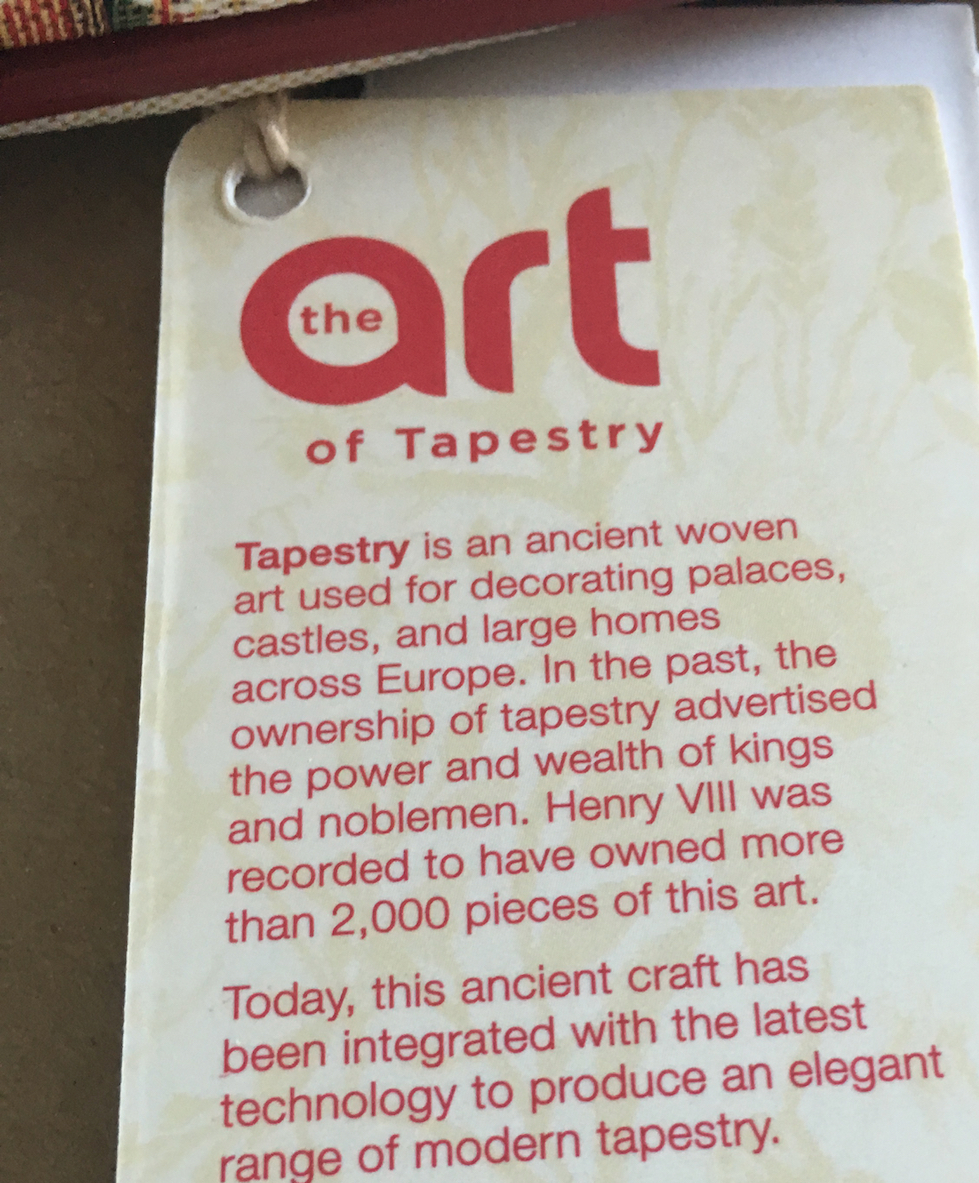 the
art
of Tapestry
Tapestry is an ancient woven
art used for decorating palaces,
castles, and large homes
across Europe. In the past, the
ownership of tapestry advertised
the power and wealth of kings
and noblemen. Henry VIII was
recorded to have owned more
than 2,000 pieces of this art.
Today, this ancient craft has
been integrated with the latest
technology to produce an elegant
range of modern tapestry.